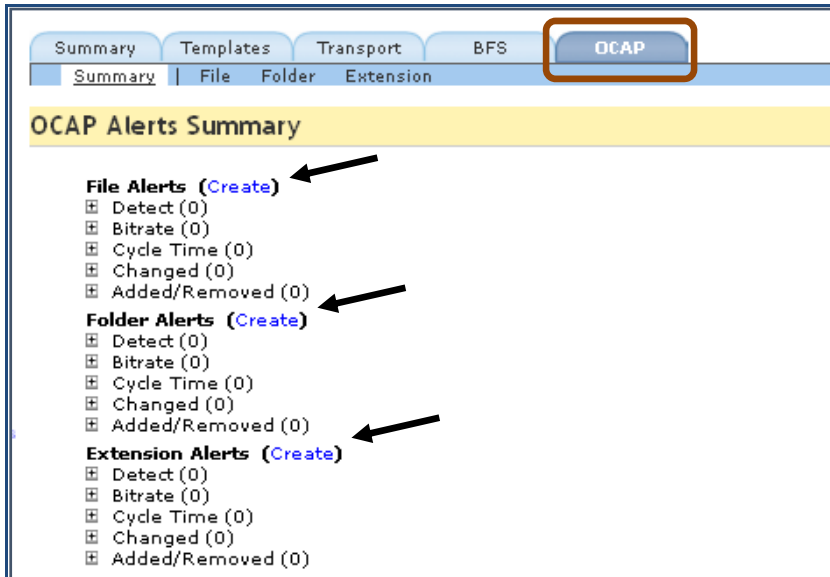 Summary Templates Transport BFS OCAP
Summary | File Folder Extension
OCAP Alerts Summary
File Alerts (Create)
Detect (0)
Bitrate (0)
Cycle Time (0)
Changed (0)
Added/Removed (0)
Folder Alerts (Create)
Detect (0)
Bitrate (0)
Cycle Time (0)
Changed (0)
Added/Removed (0)
Extension Alerts (Create)
Detect (0)
Bitrate (0)
Cycle Time (0)
Changed (0)
Added/Removed (0)